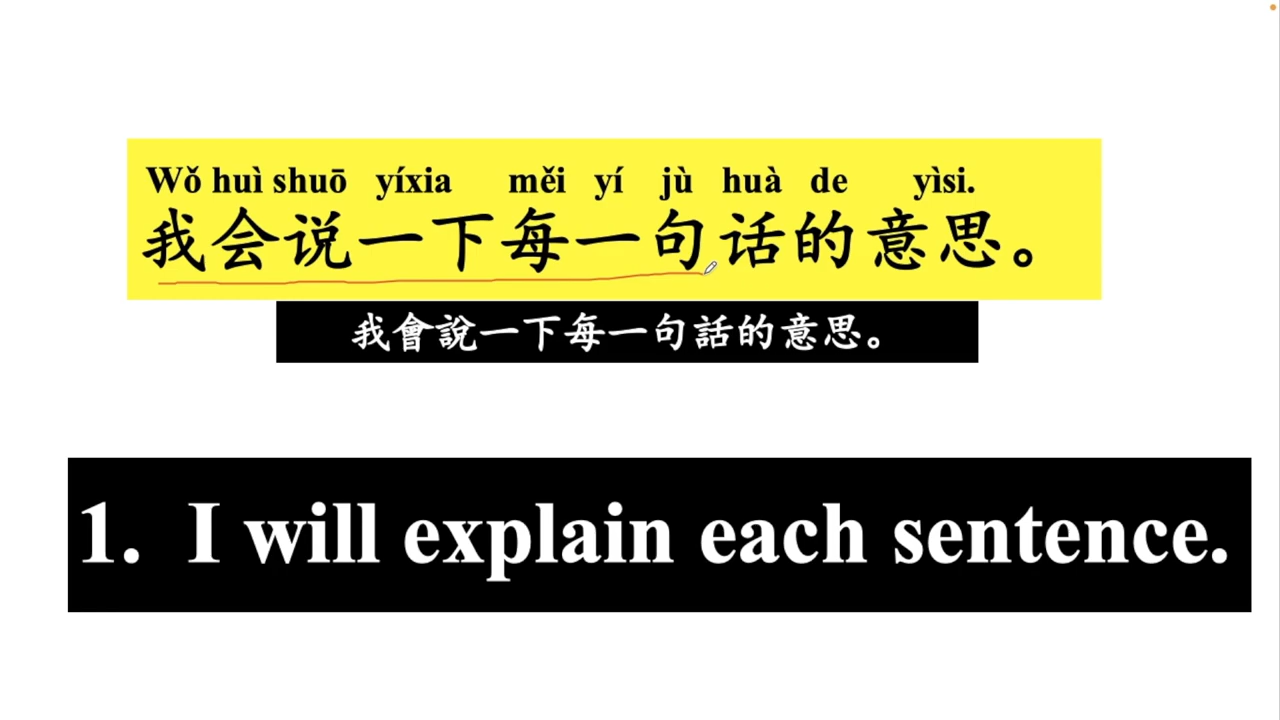 Wǒ huì shuō yíxia měi yí jù huà de yìsi.
我会说一下每一句话的意思。
我會說一下每一句話的意思。
1. I will explain each sentence.